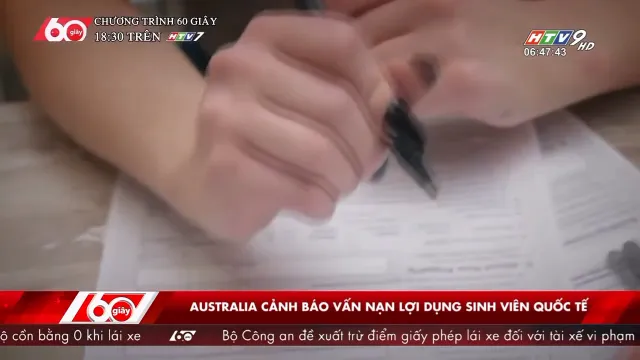 60 giây
CHƯƠNG TRÌNH 60 GIÂY
18:30 TRÊN HTV7
HTV9 HD
06:47:43
60 giây
AUSTRALIA CẢNH BÁO VẤN NẠN LỢI DỤNG SINH VIÊN QUỐC TẾ
ộ cồn bằng 0 khi lái xe 60 Bộ Công an đề xuất trừ điểm giấy phép lái xe đối với tài xế vi phạm